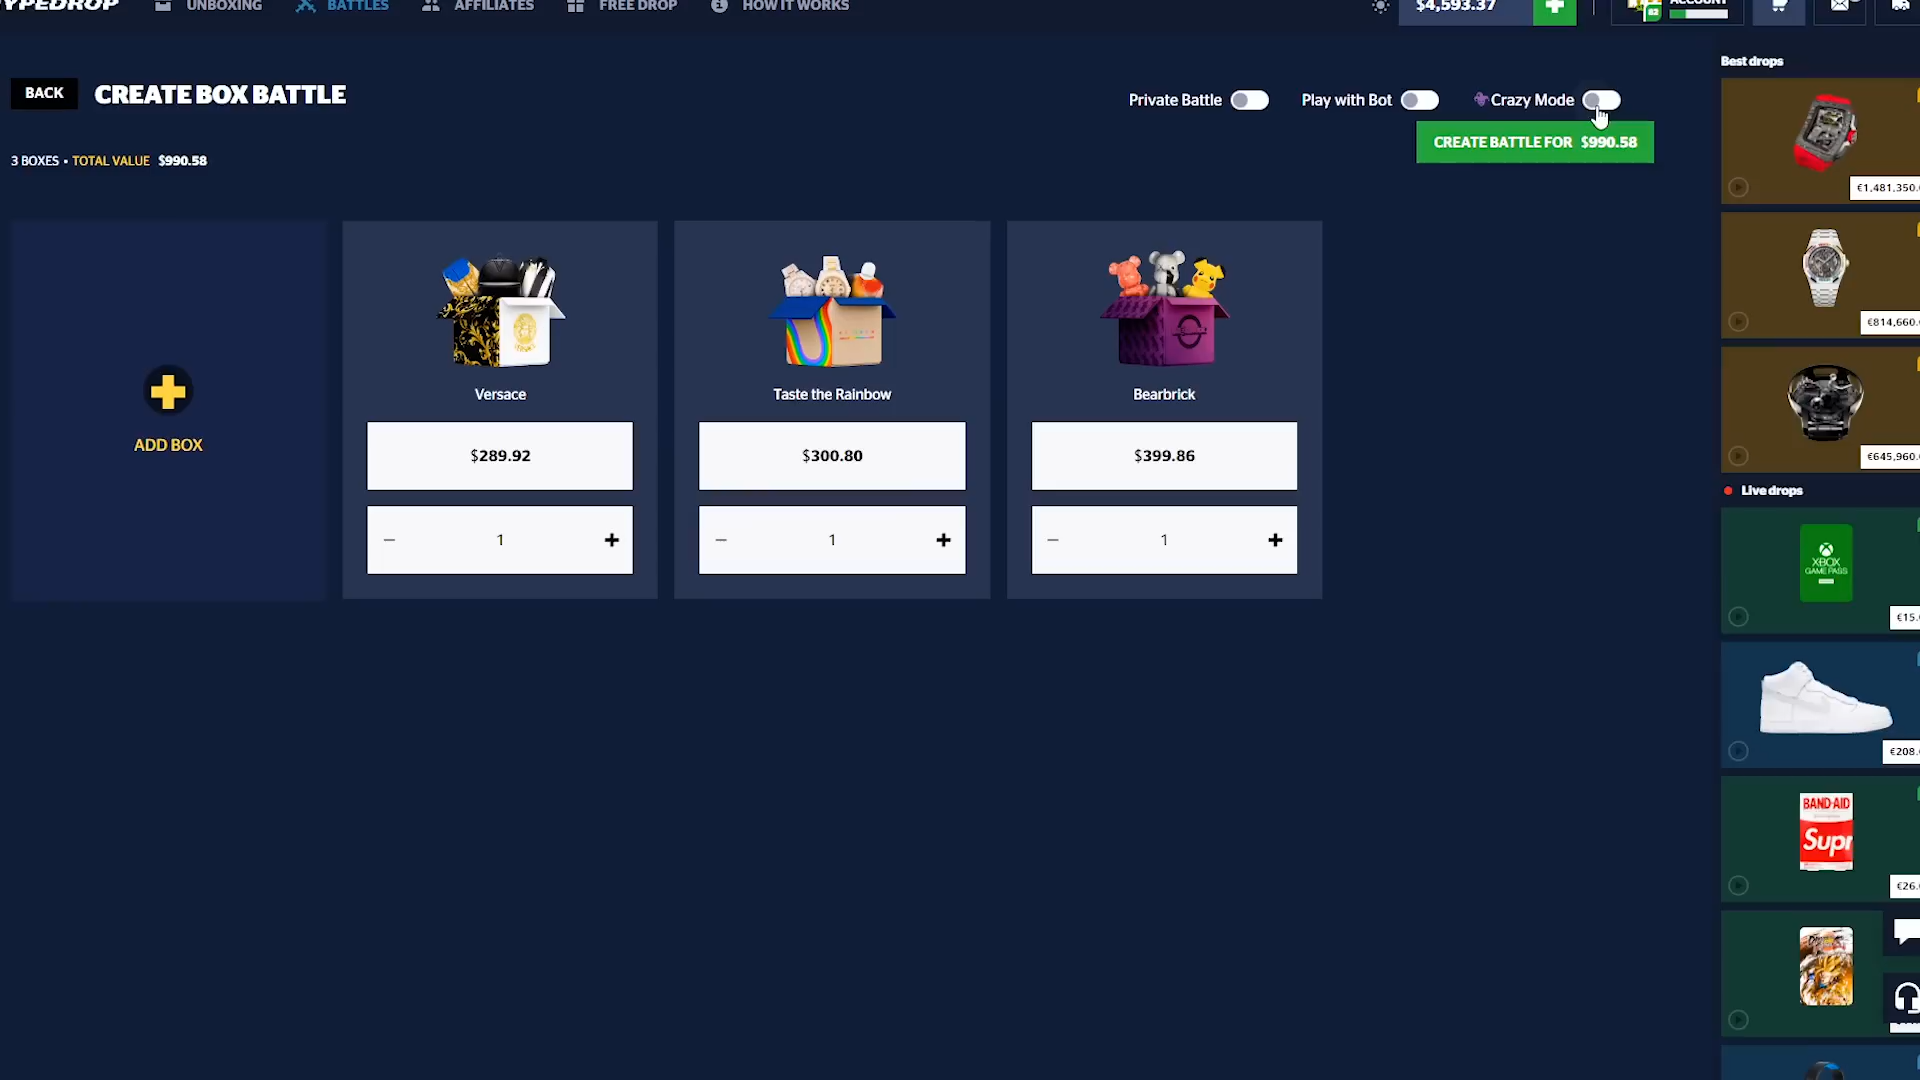 UNBOXING
BATTLES
AFFILIATES
FREE DROP
HOW IT WORKS
$4,593.37
82
ACCOUNT
BACK
CREATE BOX BATTLE
Private Battle
Play with Bot
Crazy Mode
CREATE BATTLE FOR $990.58
3 BOXES • TOTAL VALUE $990.58
ADD BOX
Versace
$289.92
1
Taste the Rainbow
$300.80
1
Bearbrick
$399.86
1
Best drops
€1,481,350.
€814,660.
€645,960.
Live drops
XBOX
GAME PASS
€15.
€208.
BAND-AID
Supr
€26.